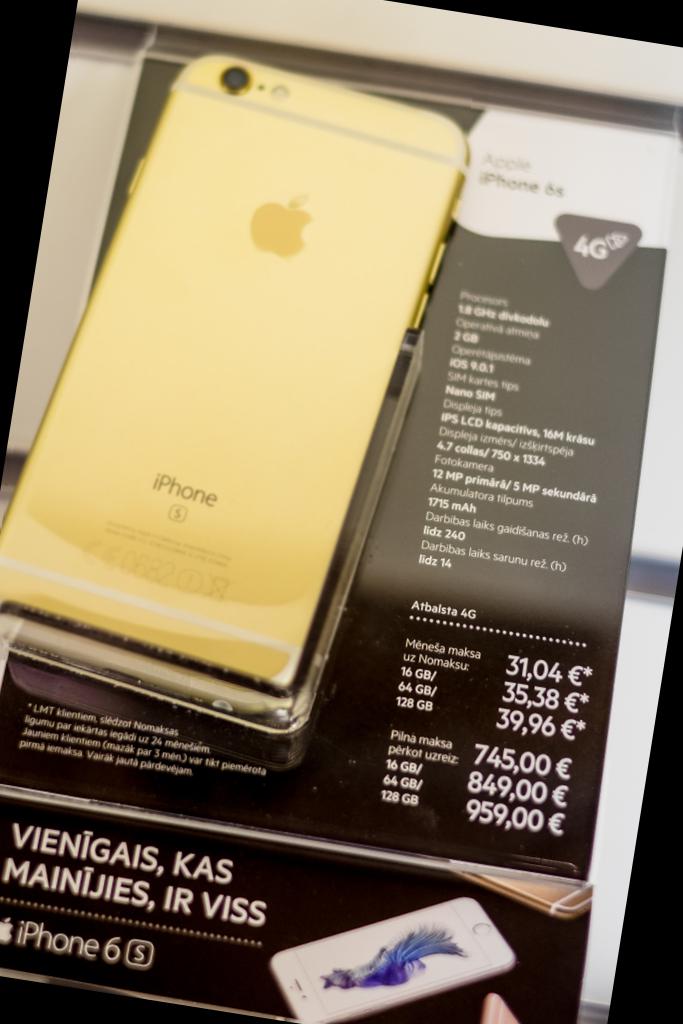 Apple
iPhone 6s
4G
Procesors
1.8 GHz divkodolu
Operatīvā atmiņa
2 GB
Operētājsistēma
iOS 9.0.1
SIM kartes tips
Nano SIM
Displeja tips
IPS LCD kapacitīvs, 16M krāsu
Displeja izmērs/ izšķirtspēja
4.7 collas/ 750 x 1334
Fotokamera
12 MP primārā/ 5 MP sekundārā
Akumulatora tilpums
1715 mAh
Darbības laiks gaidīšanas rež. (h)
līdz 240
Darbības laiks sarunu rež. (h)
līdz 14
Atbalsta 4G
Mēneša maksa
uz Nomaksu:
16 GB/ 31,04 €*
64 GB/ 35,38 €*
128 GB 39,96 €*
Pilna maksa
pērkot uzreiz:
16 GB/ 745,00 €
64 GB/ 849,00 €
128 GB 959,00 €
iPhone
S
* LMT klientiem, slēdzot Nomaksas
līgumu par iekārtas iegādi uz 24 mēnešiem.
Jauniem klientiem (mazāk par 3 mēn.) var tikt piemērota
pirmā iemaksa. Vairāk jautā pārdevējam.
VIENĪGAIS, KAS
MAINĪJIES, IR VISS
iPhone 6 S